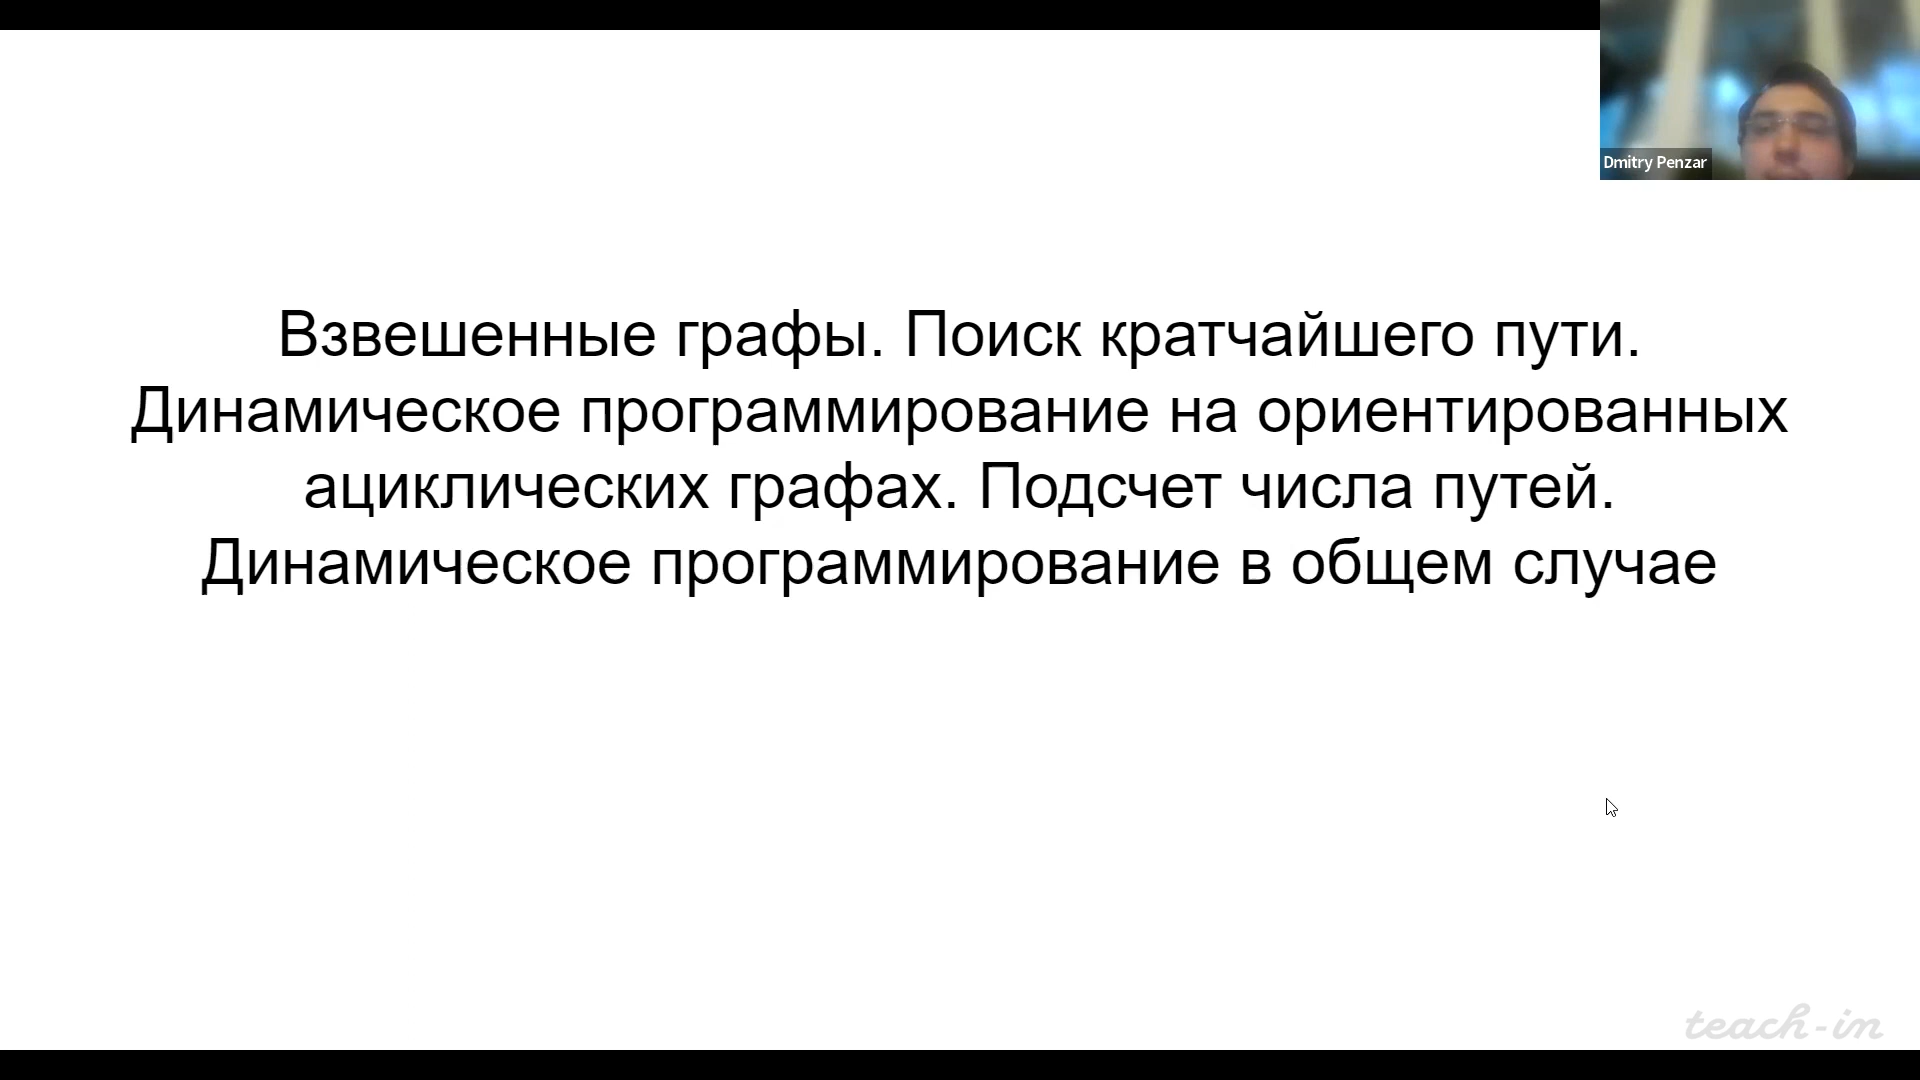 Dmitry Penzar
Взвешенные графы. Поиск кратчайшего пути.
Динамическое программирование на ориентированных
ациклических графах. Подсчет числа путей.
Динамическое программирование в общем случае
teach-in